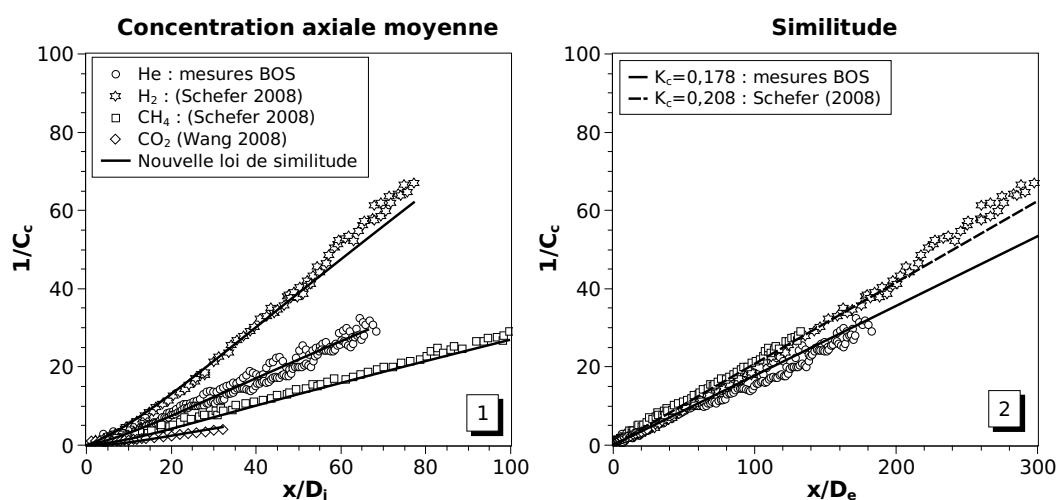 Concentration axiale moyenne
100
80
60
40
20
0
1/Cc
He : mesures BOS
H2 : (Schefer 2008)
CH4 : (Schefer 2008)
CO2 (Wang 2008)
Nouvelle loi de similitude
1
0 20 40 60 80 100
x/Dj
Similitude
100
80
60
40
20
0
1/Cc
Kc=0,178 : mesures BOS
Kc=0,208 : Schefer (2008)
2
0 100 200 300
x/De